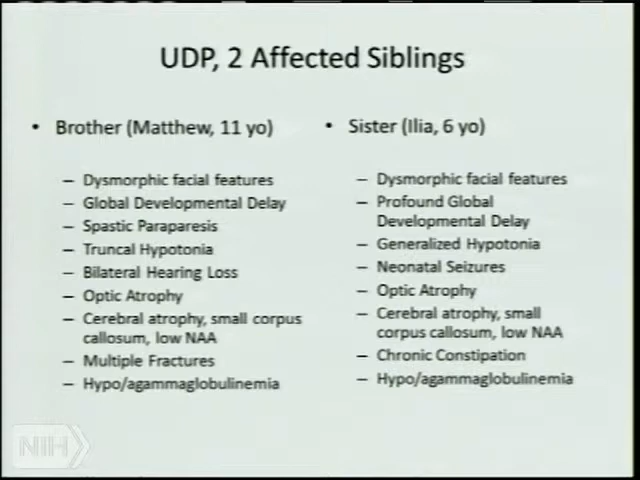 UDP, 2 Affected Siblings
• Brother (Matthew, 11 yo)
– Dysmorphic facial features
– Global Developmental Delay
– Spastic Paraparesis
– Truncal Hypotonia
– Bilateral Hearing Loss
– Optic Atrophy
– Cerebral atrophy, small corpus
callosum, low NAA
– Multiple Fractures
– Hypo/agammaglobulinemia
• Sister (Ilia, 6 yo)
– Dysmorphic facial features
– Profound Global
Developmental Delay
– Generalized Hypotonia
– Neonatal Seizures
– Optic Atrophy
– Cerebral atrophy, small
corpus callosum, low NAA
– Chronic Constipation
– Hypo/agammaglobulinemia
NIH